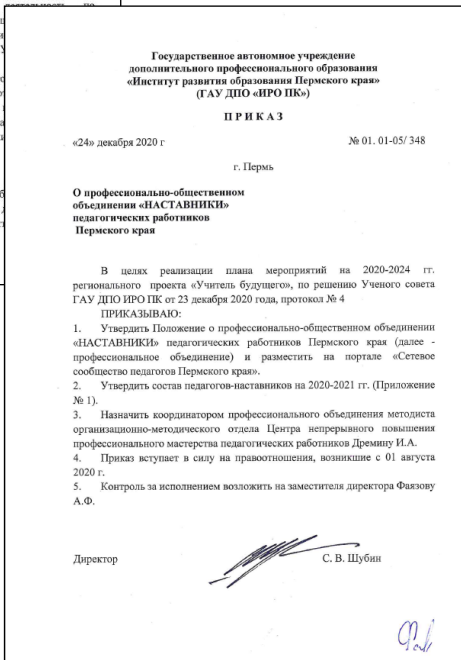 Государственное автономное учреждение
дополнительного профессионального образования
«Институт развития образования Пермского края»
(ГАУ ДПО «ИРО ПК»)
П Р И К А З
«24» декабря 2020 г
№ 01. 01-05/ 348
г. Пермь
О профессионально-общественном
объединении «НАСТАВНИКИ»
педагогических работников
Пермского края
В целях реализации плана мероприятий на 2020-2024 гг.
регионального проекта «Учитель будущего», по решению Ученого совета
ГАУ ДПО ИРО ПК от 23 декабря 2020 года, протокол № 4
ПРИКАЗЫВАЮ:
1. Утвердить Положение о профессионально-общественном объединении
«НАСТАВНИКИ» педагогических работников Пермского края (далее -
профессиональное объединение) и разместить на портале «Сетевое
сообщество педагогов Пермского края».
2. Утвердить состав педагогов-наставников на 2020-2021 гг. (Приложение
№ 1).
3. Назначить координатором профессионального объединения методиста
организационно-методического отдела Центра непрерывного повышения
профессионального мастерства педагогических работников Дремину И.А.
4. Приказ вступает в силу на правоотношения, возникшие с 01 августа
2020 г.
5. Контроль за исполнением возложить на заместителя директора Фаязову
А.Ф.
Директор
С. В. Шубин